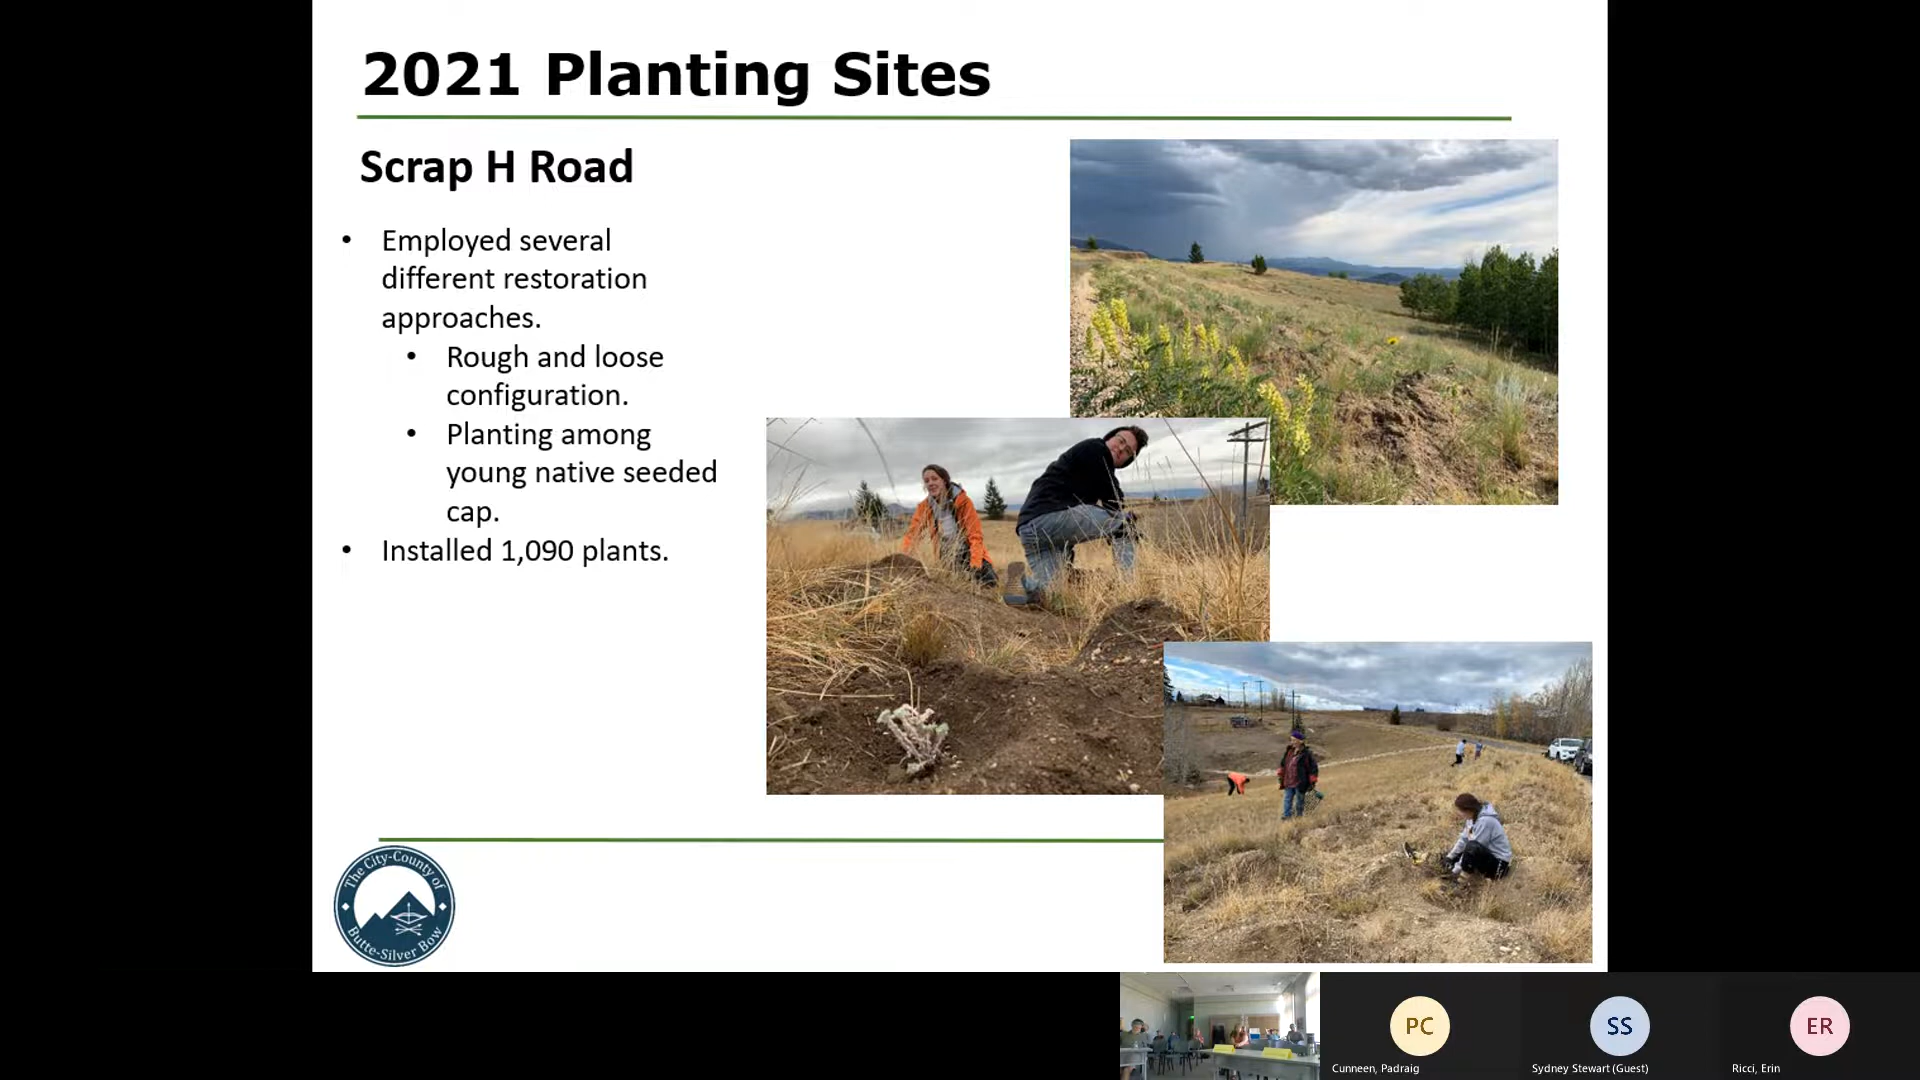 2021 Planting Sites
Scrap H Road
• Employed several
different restoration
approaches.
• Rough and loose
configuration.
• Planting among
young native seeded
cap.
• Installed 1,090 plants.
The City-County of
Butte-Silver Bow
PC
SS
ER
Cunneen, Padraig
Sydney Stewart (Guest)
Ricci, Erin